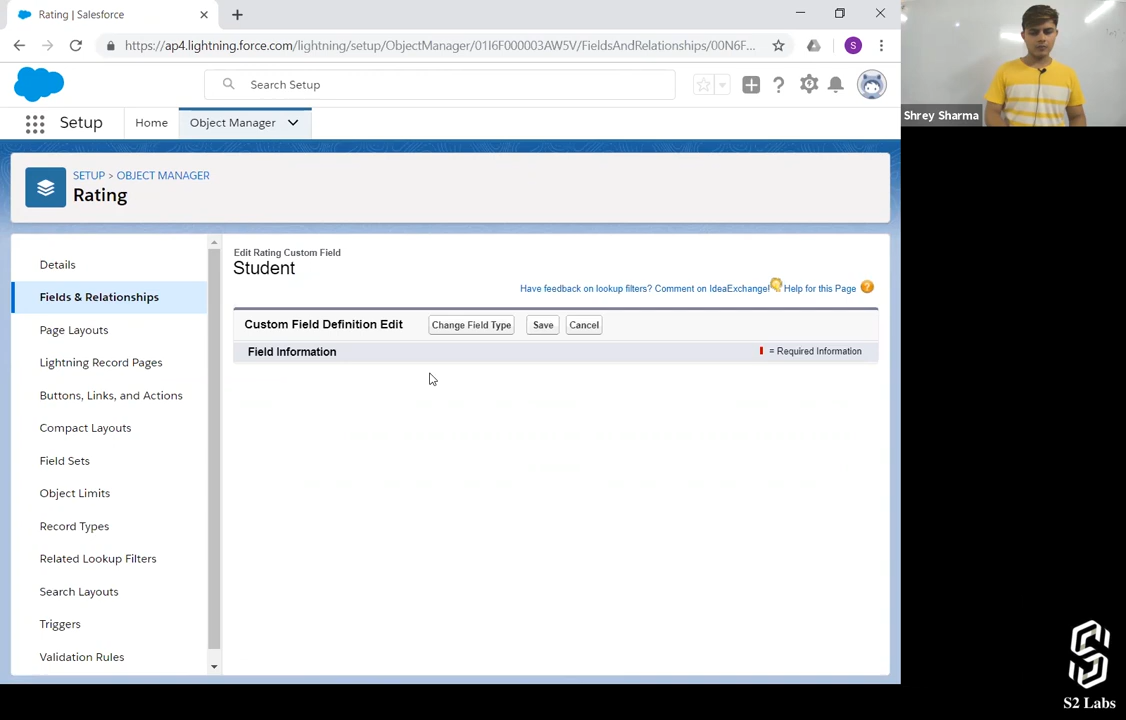 Rating | Salesforce
https://ap4.lightning.force.com/lightning/setup/ObjectManager/01I6F000003AW5V/FieldsAndRelationships/00N6F...
S
Search Setup
Setup
Home
Object Manager
Shrey Sharma
SETUP > OBJECT MANAGER
Rating
Details
Fields & Relationships
Page Layouts
Lightning Record Pages
Buttons, Links, and Actions
Compact Layouts
Field Sets
Object Limits
Record Types
Related Lookup Filters
Search Layouts
Triggers
Validation Rules
Edit Rating Custom Field
Student
Have feedback on lookup filters? Comment on IdeaExchange! Help for this Page ?
Custom Field Definition Edit Change Field Type Save Cancel
Field Information = Required Information
S2 Labs